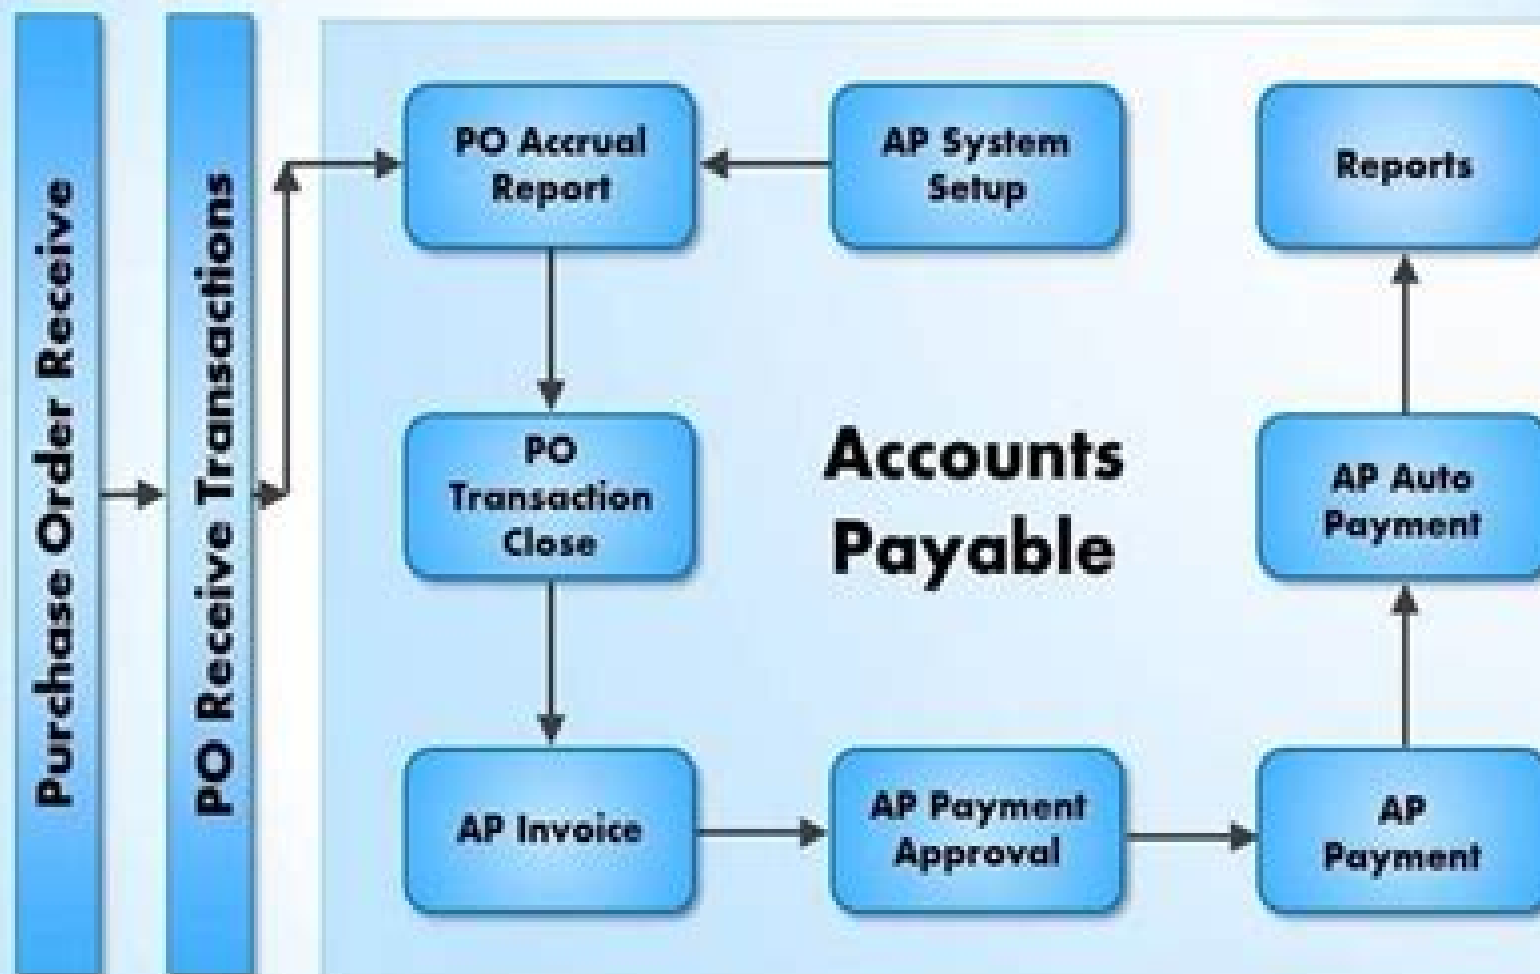 Purchase Order Receive
PO Receive Transactions
PO Accrual
Report
AP System
Setup
Reports
PO
Transaction
Close
Accounts
Payable
AP Auto
Payment
AP Invoice
AP Payment
Approval
AP
Payment